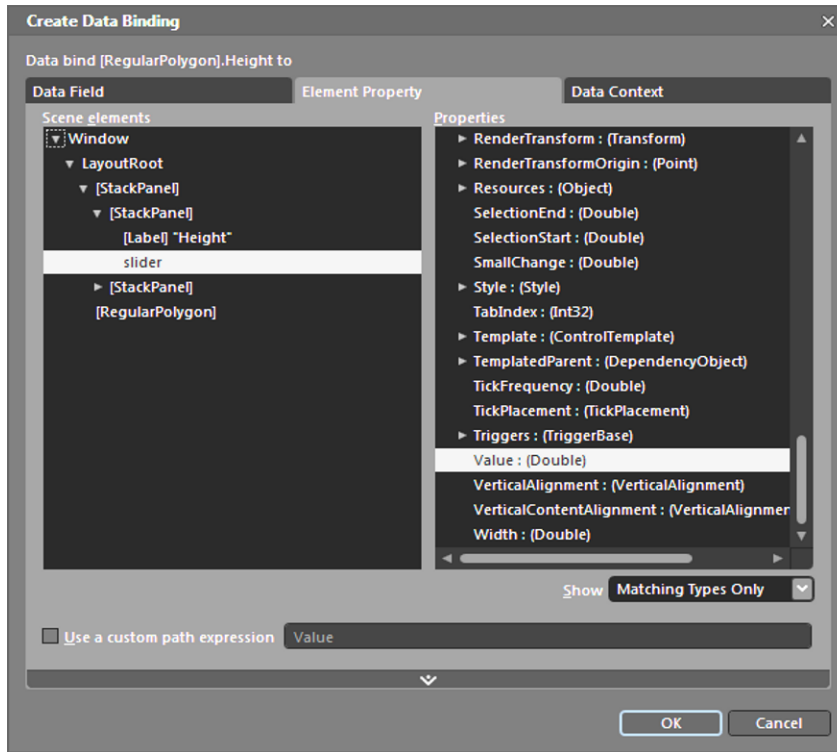 Create Data Binding
Data bind [RegularPolygon].Height to
Data Field
Element Property
Data Context
Scene elements
Window
LayoutRoot
[StackPanel]
[StackPanel]
[Label] "Height"
slider
[StackPanel]
[RegularPolygon]
Properties
RenderTransform : (Transform)
RenderTransformOrigin : (Point)
Resources : (Object)
SelectionEnd : (Double)
SelectionStart : (Double)
SmallChange : (Double)
Style : (Style)
TabIndex : (Int32)
Template : (ControlTemplate)
TemplatedParent : (DependencyObject)
TickFrequency : (Double)
TickPlacement : (TickPlacement)
Triggers : (TriggerBase)
Value : (Double)
VerticalAlignment : (VerticalAlignment)
VerticalContentAlignment : (VerticalAlignmer
Width : (Double)
Show Matching Types Only
Use a custom path expression Value
OK
Cancel